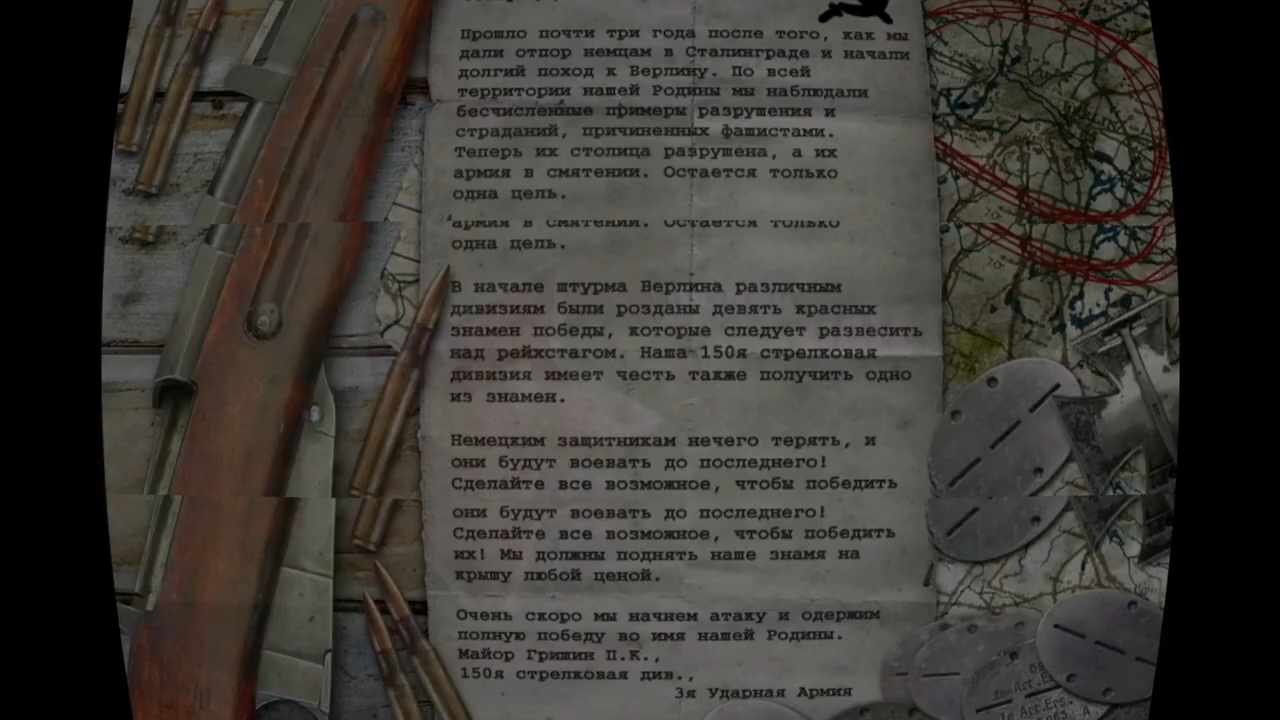 Прошло почти три года после того, как мы
дали отпор немцам в Сталинграде и начали
долгий поход к Верлину. По всей
территории нашей Родины мы наблюдали
бесчисленные примеры разрушения и
страданий, причиненных фашистами.
Теперь их столица разрушена, а их
армия в смятении. Остается только
одна цель.
армия в смятении. Остается только
одна цель.
В начале штурма Верлина различным
дивизиям были розданы девять красных
знамен победы, которые следует развесить
над рейхстагом. Наша 150я стрелковая
дивизия имеет честь также получить одно
из знамен.
Немецким защитникам нечего терять, и
они будут воевать до последнего!
Сделайте все возможное, чтобы победить
они будут воевать до последнего!
Сделайте все возможное, чтобы победить
их! Мы должны поднять наше знамя на
крышу любой ценой.
Очень скоро мы начнем атаку и одержим
полную победу во имя нашей Родины.
Майор Гришин П.К.,
150я стрелковая див.,
3я Ударная Армия